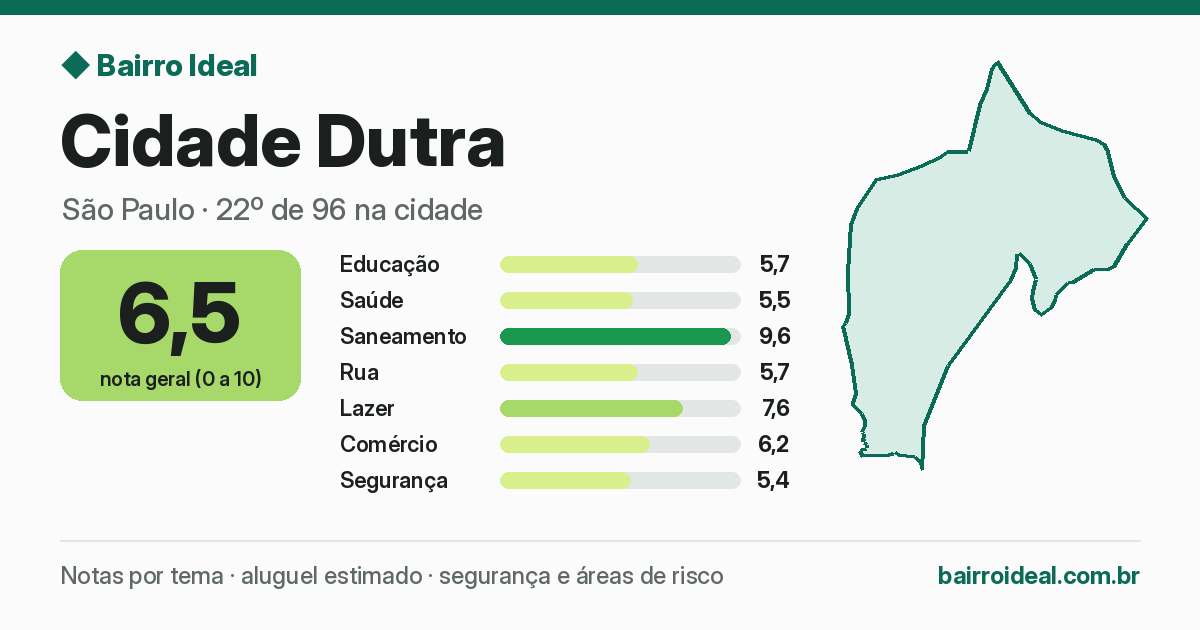 Bairro Ideal
Cidade Dutra
São Paulo · 22º de 96 na cidade
6,5
nota geral (0 a 10)
Educação 5,7
Saúde 5,5
Saneamento 9,6
Rua 5,7
Lazer 7,6
Comércio 6,2
Segurança 5,4
Notas por tema · aluguel estimado · segurança e áreas de risco
bairroideal.com.br